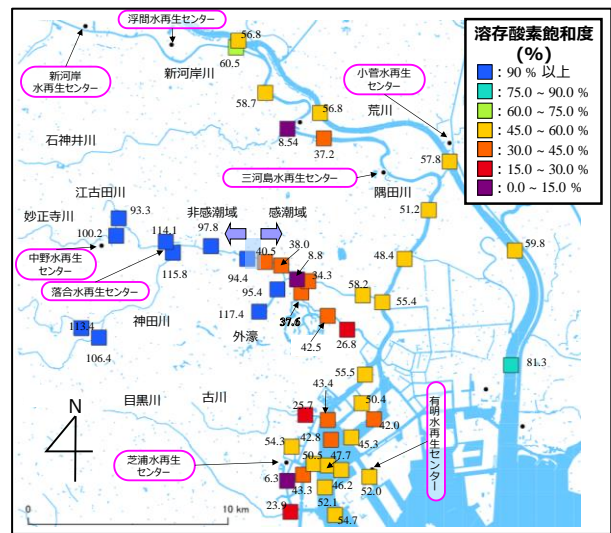 浮間水再生センター
新河岸
水再生センター
新河岸川
56.8
60.5
58.7
56.8
荒川
小菅水再生
センター
石神井川
8.54
37.2
57.8
三河島水再生センター
隅田川
51.2
江古田川
93.3
妙正寺川
100.2
中野水再生
センター
114.1
115.8
落合水再生センター
97.8
非感潮域
感潮域
94.4
40.5
38.0
8.8
34.3
95.4
117.4
37.6
外濠
42.5
26.8
48.4
58.2
55.4
59.8
神田川
113.4
106.4
81.3
目黒川
古川
55.5
50.4
43.4
25.7
42.0
42.8
45.3
54.3
50.5
47.7
芝浦水再生
センター
6.3
43.3
46.2
52.0
有明水再生センター
52.1
23.9
54.7
N
0
10 km
溶存酸素飽和度
(%)
: 90 % 以上
: 75.0 ~ 90.0 %
: 60.0 ~ 75.0 %
: 45.0 ~ 60.0 %
: 30.0 ~ 45.0 %
: 15.0 ~ 30.0 %
: 0.0 ~ 15.0 %